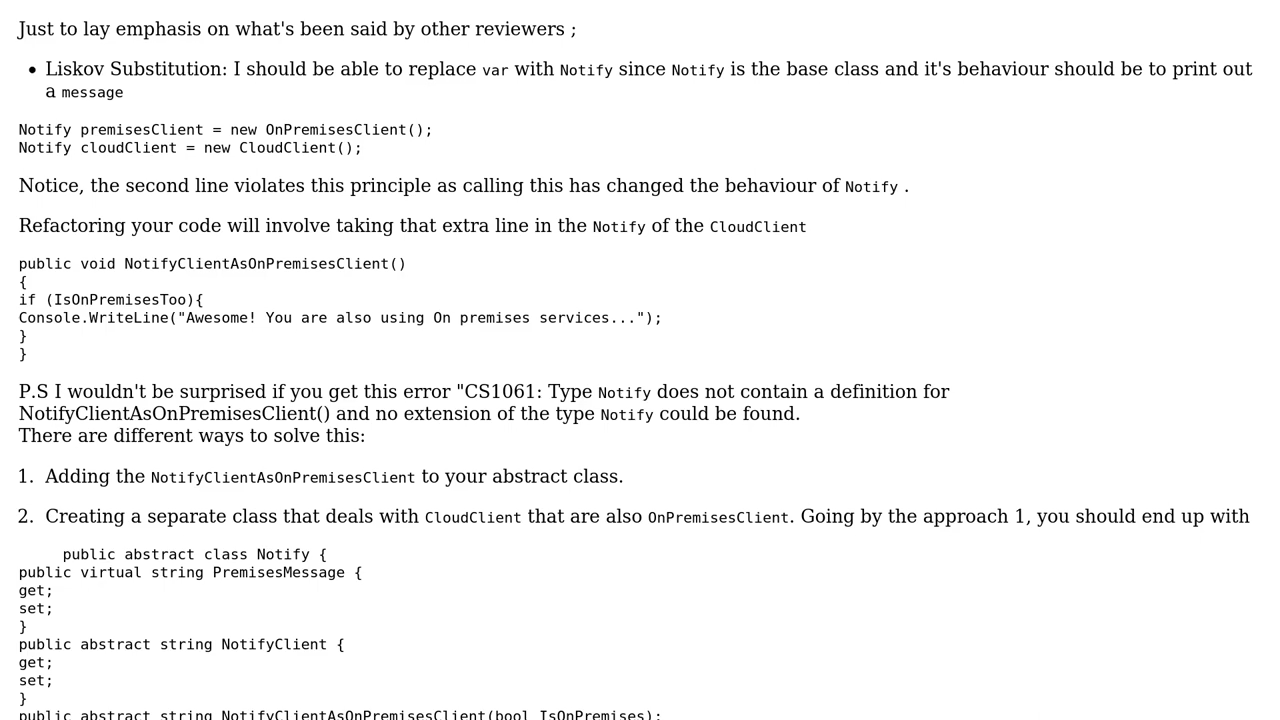 Just to lay emphasis on what's been said by other reviewers ;
• Liskov Substitution: I should be able to replace var with Notify since Notify is the base class and it's behaviour should be to print out
a message
Notify premisesClient = new OnPremisesClient();
Notify cloudClient = new CloudClient();
Notice, the second line violates this principle as calling this has changed the behaviour of Notify .
Refactoring your code will involve taking that extra line in the Notify of the CloudClient
public void NotifyClientAsOnPremisesClient()
{
if (IsOnPremisesToo){
Console.WriteLine("Awesome! You are also using On premises services...");
}
}
P.S I wouldn't be surprised if you get this error "CS1061: Type Notify does not contain a definition for
NotifyClientAsOnPremisesClient() and no extension of the type Notify could be found.
There are different ways to solve this:
1. Adding the NotifyClientAsOnPremisesClient to your abstract class.
2. Creating a separate class that deals with CloudClient that are also OnPremisesClient. Going by the approach 1, you should end up with
public abstract class Notify {
public virtual string PremisesMessage {
get;
set;
}
public abstract string NotifyClient {
get;
set;
}
public abstract string NotifyClientAsOnPremisesClient(bool IsOnPremises);